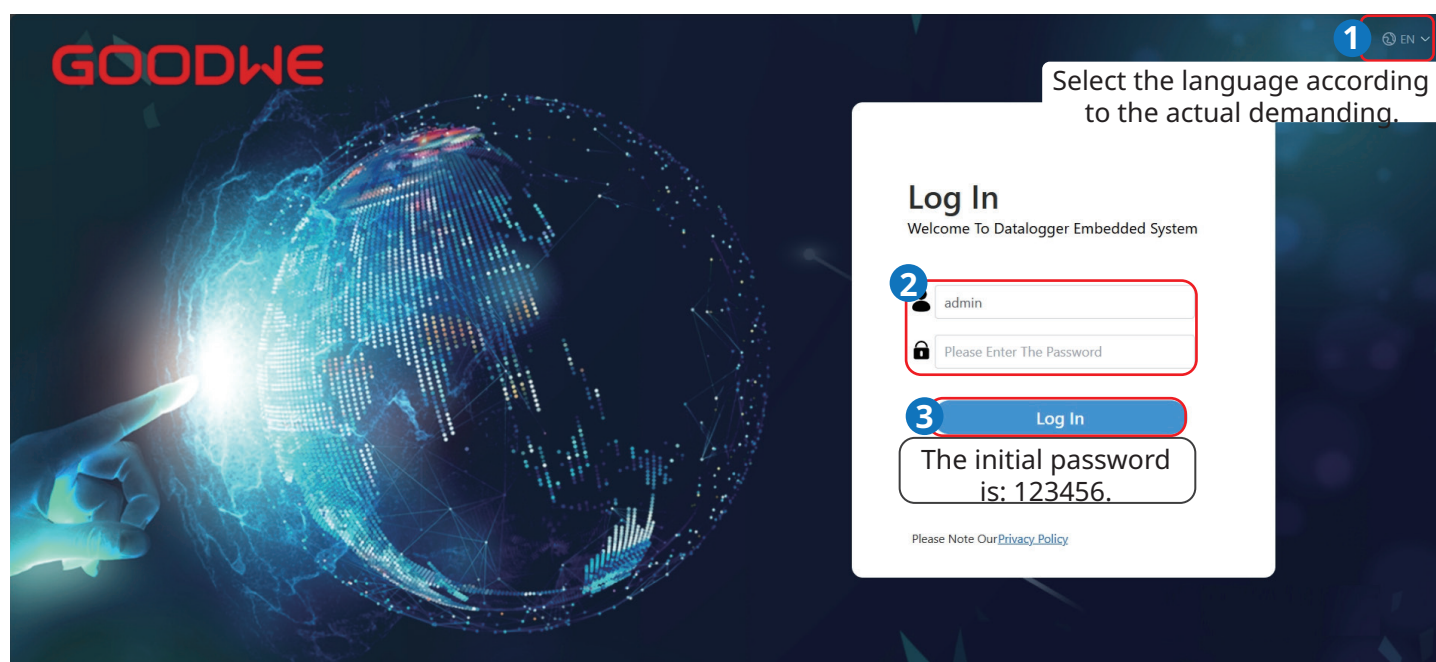 GOODWE
1
EN
Select the language according
to the actual demanding.
Log In
Welcome To Datalogger Embedded System
2
admin
Please Enter The Password
3
Log In
The initial password
is: 123456.
Please Note OurPrivacy Policy